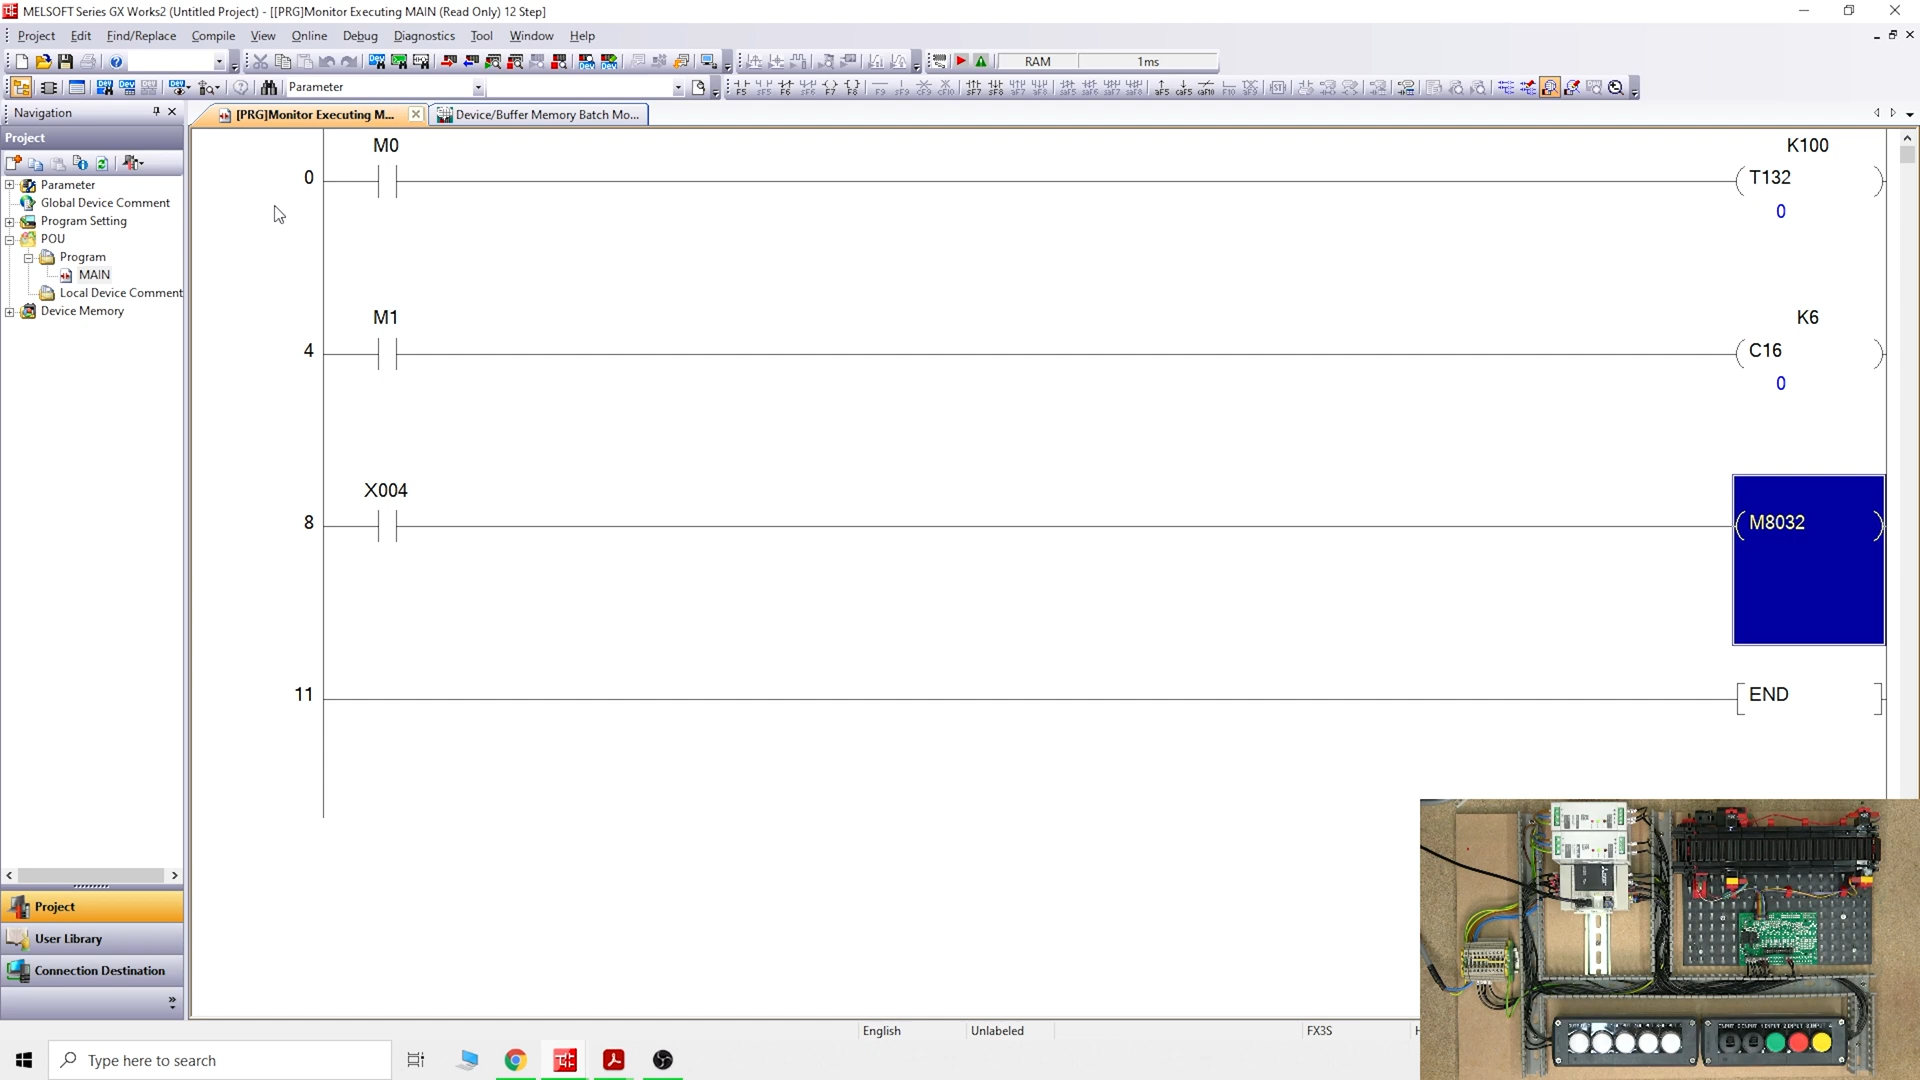 MELSOFT Series GX Works2 (Untitled Project) - [[PRG]Monitor Executing MAIN (Read Only) 12 Step]
Project Edit Find/Replace Compile View Online Debug Diagnostics Tool Window Help
RAM 1ms
Parameter
Navigation
[PRG]Monitor Executing M... Device/Buffer Memory Batch Mo...
Project
Parameter
Global Device Comment
Program Setting
POU
Program
MAIN
Local Device Comment
Device Memory
M0 K100
0 T132
0
M1 K6
4 C16
0
X004
8 M8032
11 END
Project
User Library
Connection Destination
English Unlabeled FX3S
Type here to search